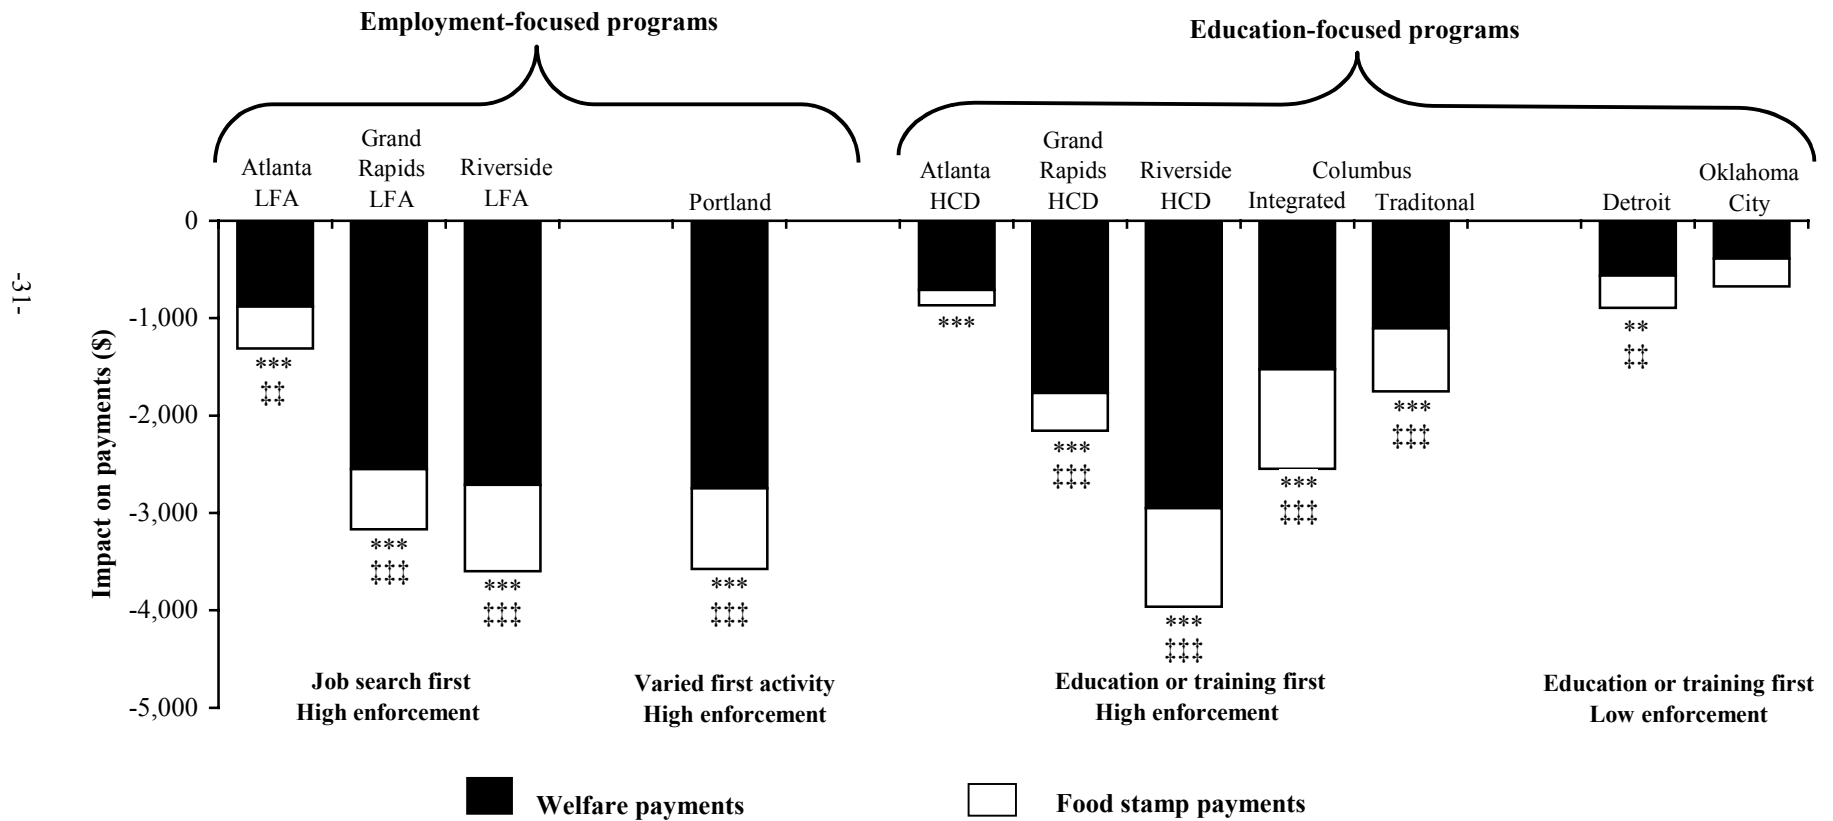 Employment-focused programs
Education-focused programs
Atlanta
LFA
Grand
Rapids
LFA
Riverside
LFA
Portland
Atlanta
HCD
Grand
Rapids
HCD
Riverside
HCD
Columbus
Integrated
Traditonal
Detroit
Oklahoma
City
Impact on payments ($)
0
-1,000
-2,000
-3,000
-4,000
-5,000
***
‡‡
***
‡‡‡
***
‡‡‡
***
‡‡‡
***
***
‡‡‡
***
‡‡‡
***
‡‡‡
***
‡‡‡
**
‡‡
Job search first
High enforcement
Varied first activity
High enforcement
Education or training first
High enforcement
Education or training first
Low enforcement
Welfare payments
Food stamp payments
-31-